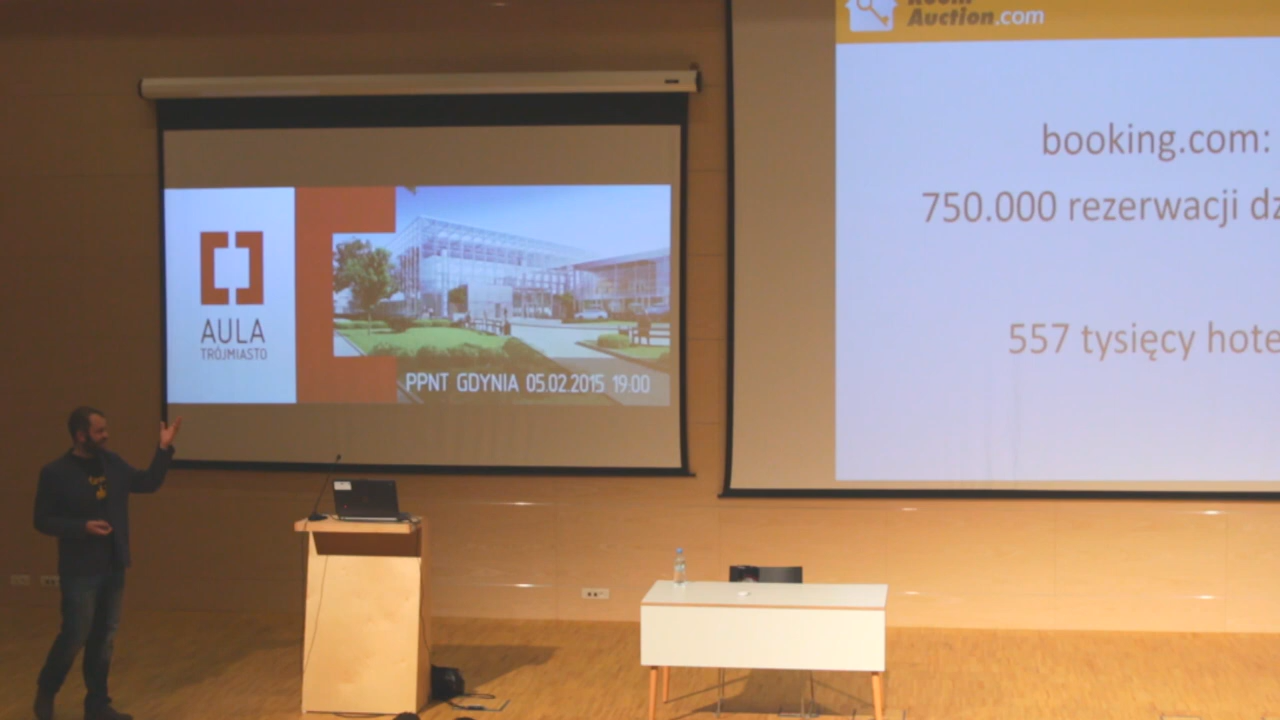 AULA
TRÓJMIASTO
PPNT GDYNIA 05.02.2015 19:00
Auction.com
booking.com:
750.000 rezerwacji
557 tysięcy